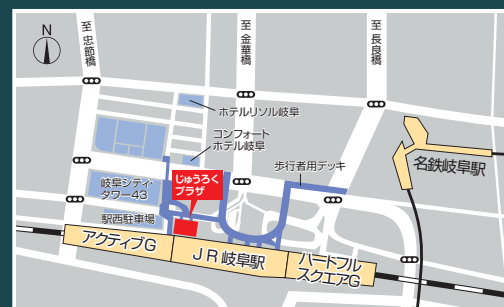 N
至忠節橋
至金華橋
至長良橋
ホテルリソル岐阜
コンフォート
ホテル岐阜
歩行者用デッキ
名鉄岐阜駅
じゅうろく
プラザ
岐阜シティ・
タワー43
駅西駐車場
アクティブG
JR岐阜駅
ハートフル
スクエアG